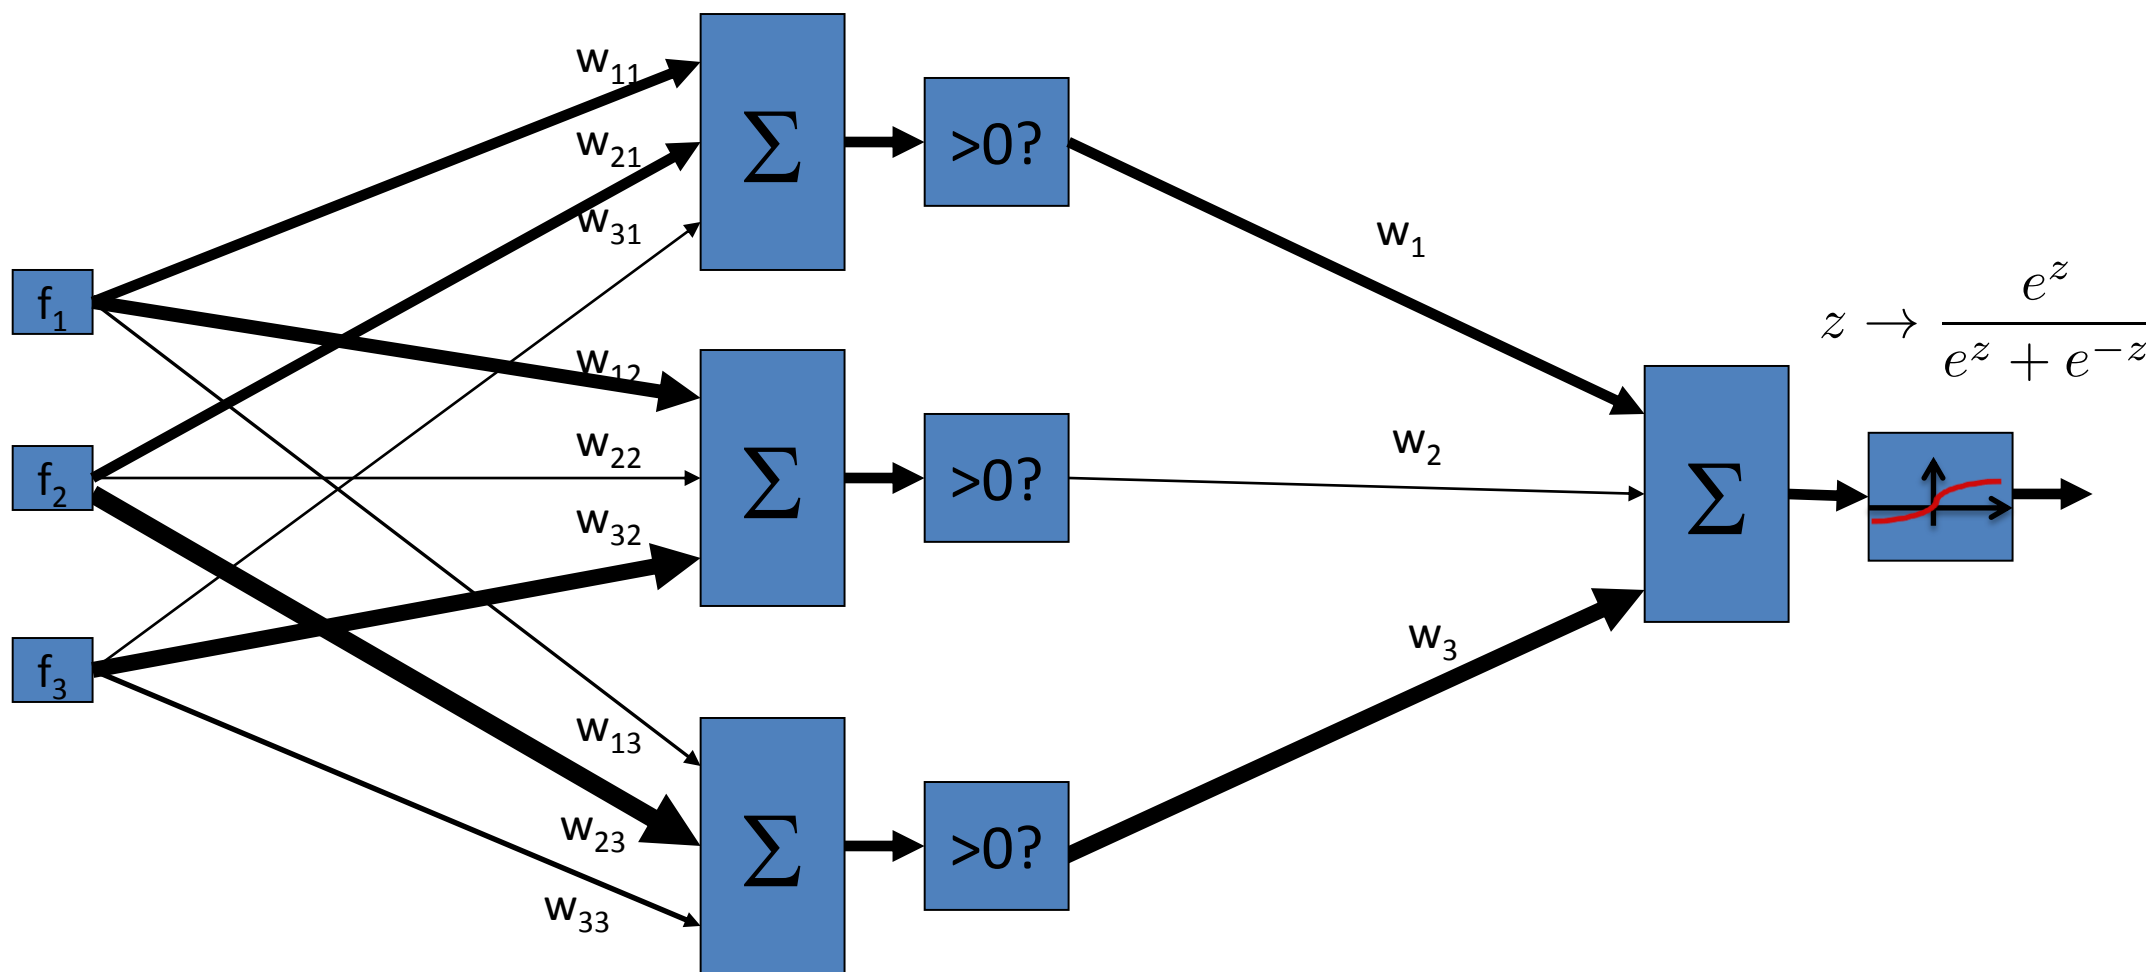 w₁₁
w₂₁
w₃₁
Σ
>0?
f₁
w₁
z → e^z / (e^z + e^−z)
w₁₂
w₂₂
w₃₂
Σ
>0?
f₂
w₂
Σ
f₃
w₃
w₁₃
w₂₃
w₃₃
Σ
>0?